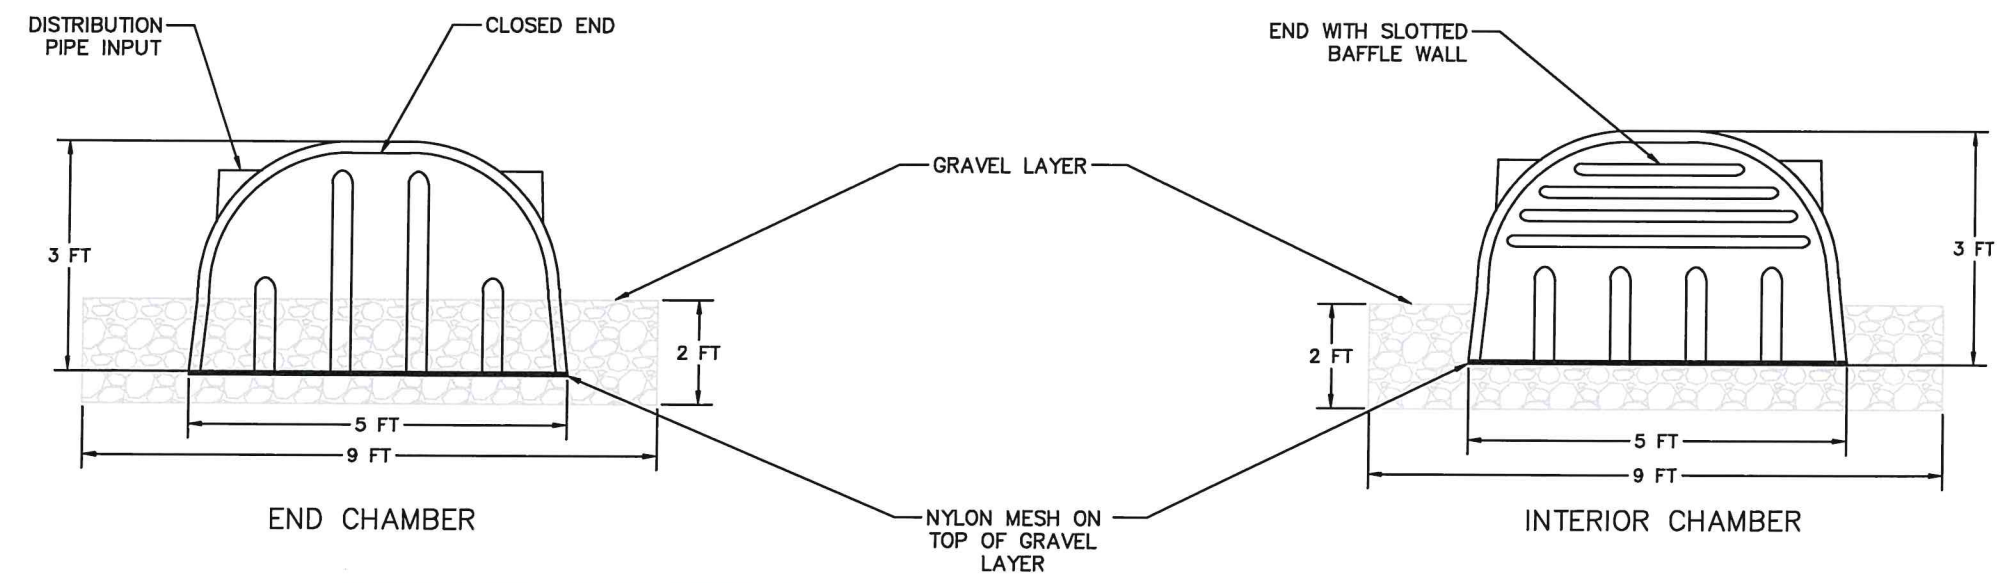 DISTRIBUTION
PIPE INPUT
CLOSED END
END WITH SLOTTED
BAFFLE WALL
GRAVEL LAYER
3 FT
3 FT
2 FT
2 FT
5 FT
9 FT
5 FT
9 FT
END CHAMBER
NYLON MESH ON
TOP OF GRAVEL
LAYER
INTERIOR CHAMBER